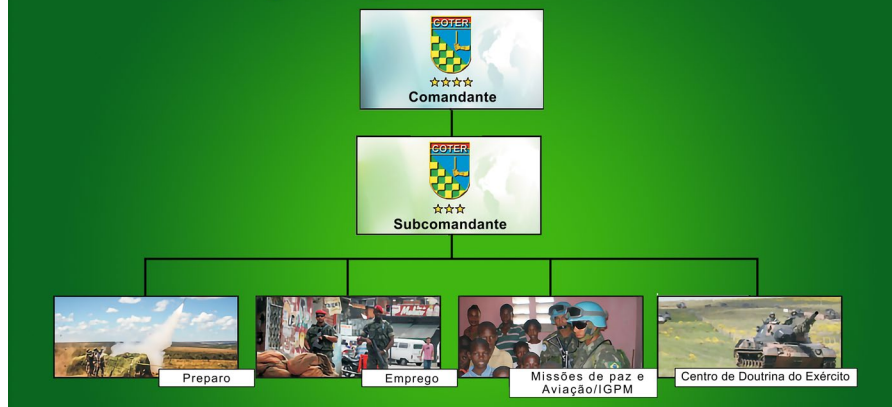 COTER
Comandante
COTER
Subcomandante
Preparo
Emprego
Missões de paz e
Aviação/IGPM
Centro de Doutrina do Exército